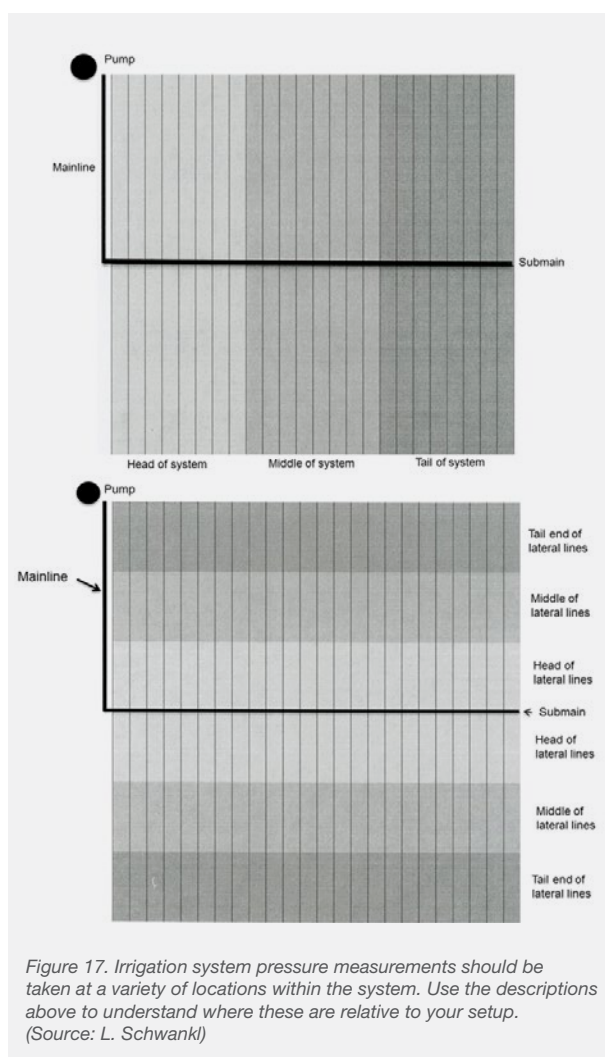 Pump
Mainline
Submain
Head of system
Middle of system
Tail of system
Pump
Tail end of
lateral lines
Mainline
Middle of
lateral lines
Head of
lateral lines
Submain
Head of
lateral lines
Middle of
lateral lines
Tail end of
lateral lines
Figure 17. Irrigation system pressure measurements should be
taken at a variety of locations within the system. Use the descriptions
above to understand where these are relative to your setup.
(Source: L. Schwankl)